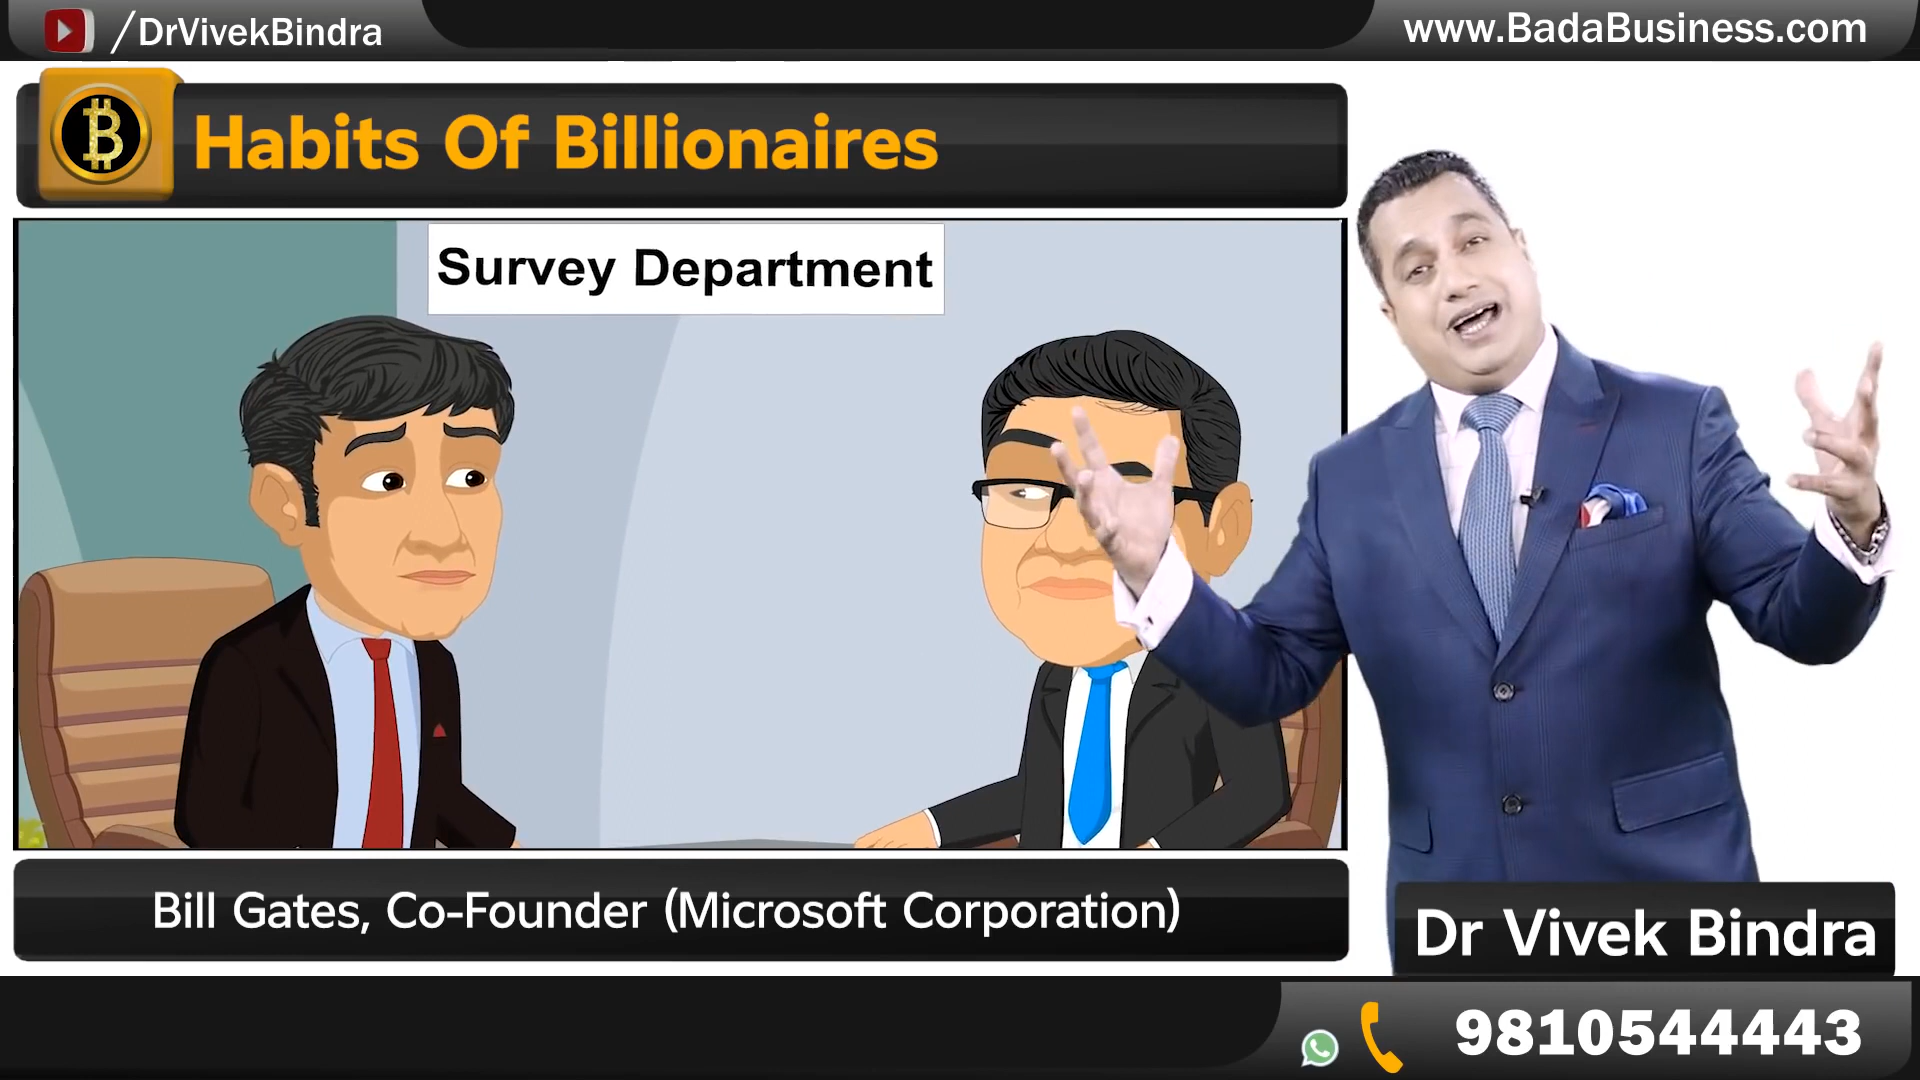 /DrVivekBindra
www.BadaBusiness.com
Habits Of Billionaires
Survey Department
Bill Gates, Co-Founder (Microsoft Corporation)
Dr Vivek Bindra
9810544443